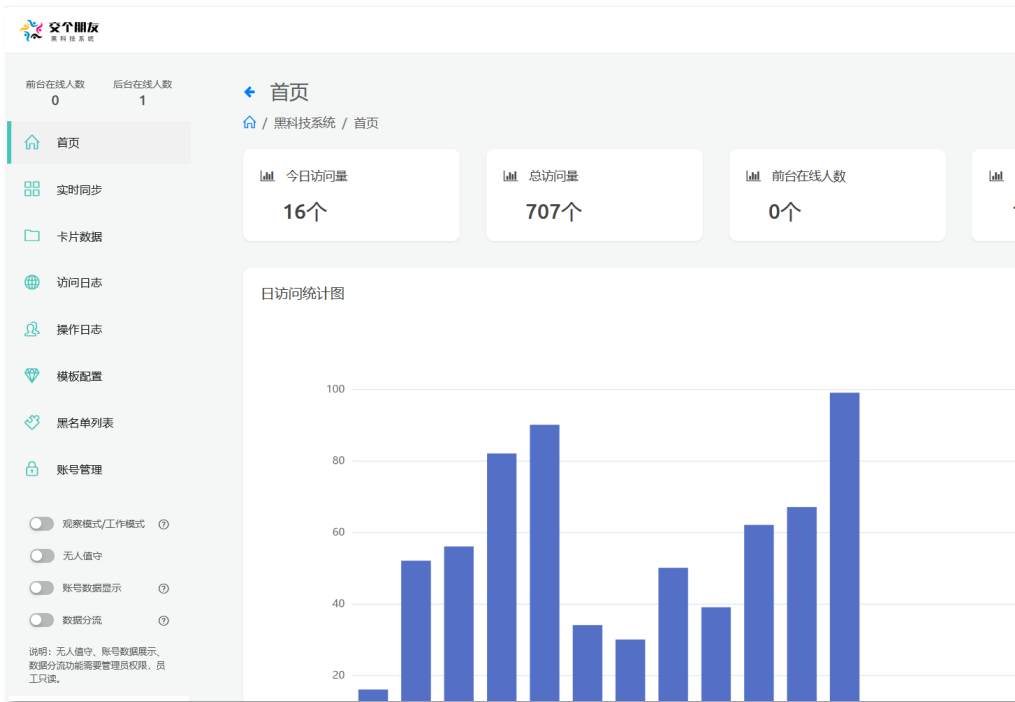 交个朋友
黑科技系统
前台在线人数 后台在线人数
0 1
首页
实时同步
卡片数据
访问日志
操作日志
模板配置
黑名单列表
账号管理
观察模式/工作模式
无人值守
账号数据显示
数据分流
说明：无人值守、账号数据展示、
数据分流功能需要管理员权限，员
工只读。
首页
/ 黑科技系统 / 首页
今日访问量
16个
总访问量
707个
前台在线人数
0个
日访问统计图
100
80
60
40
20